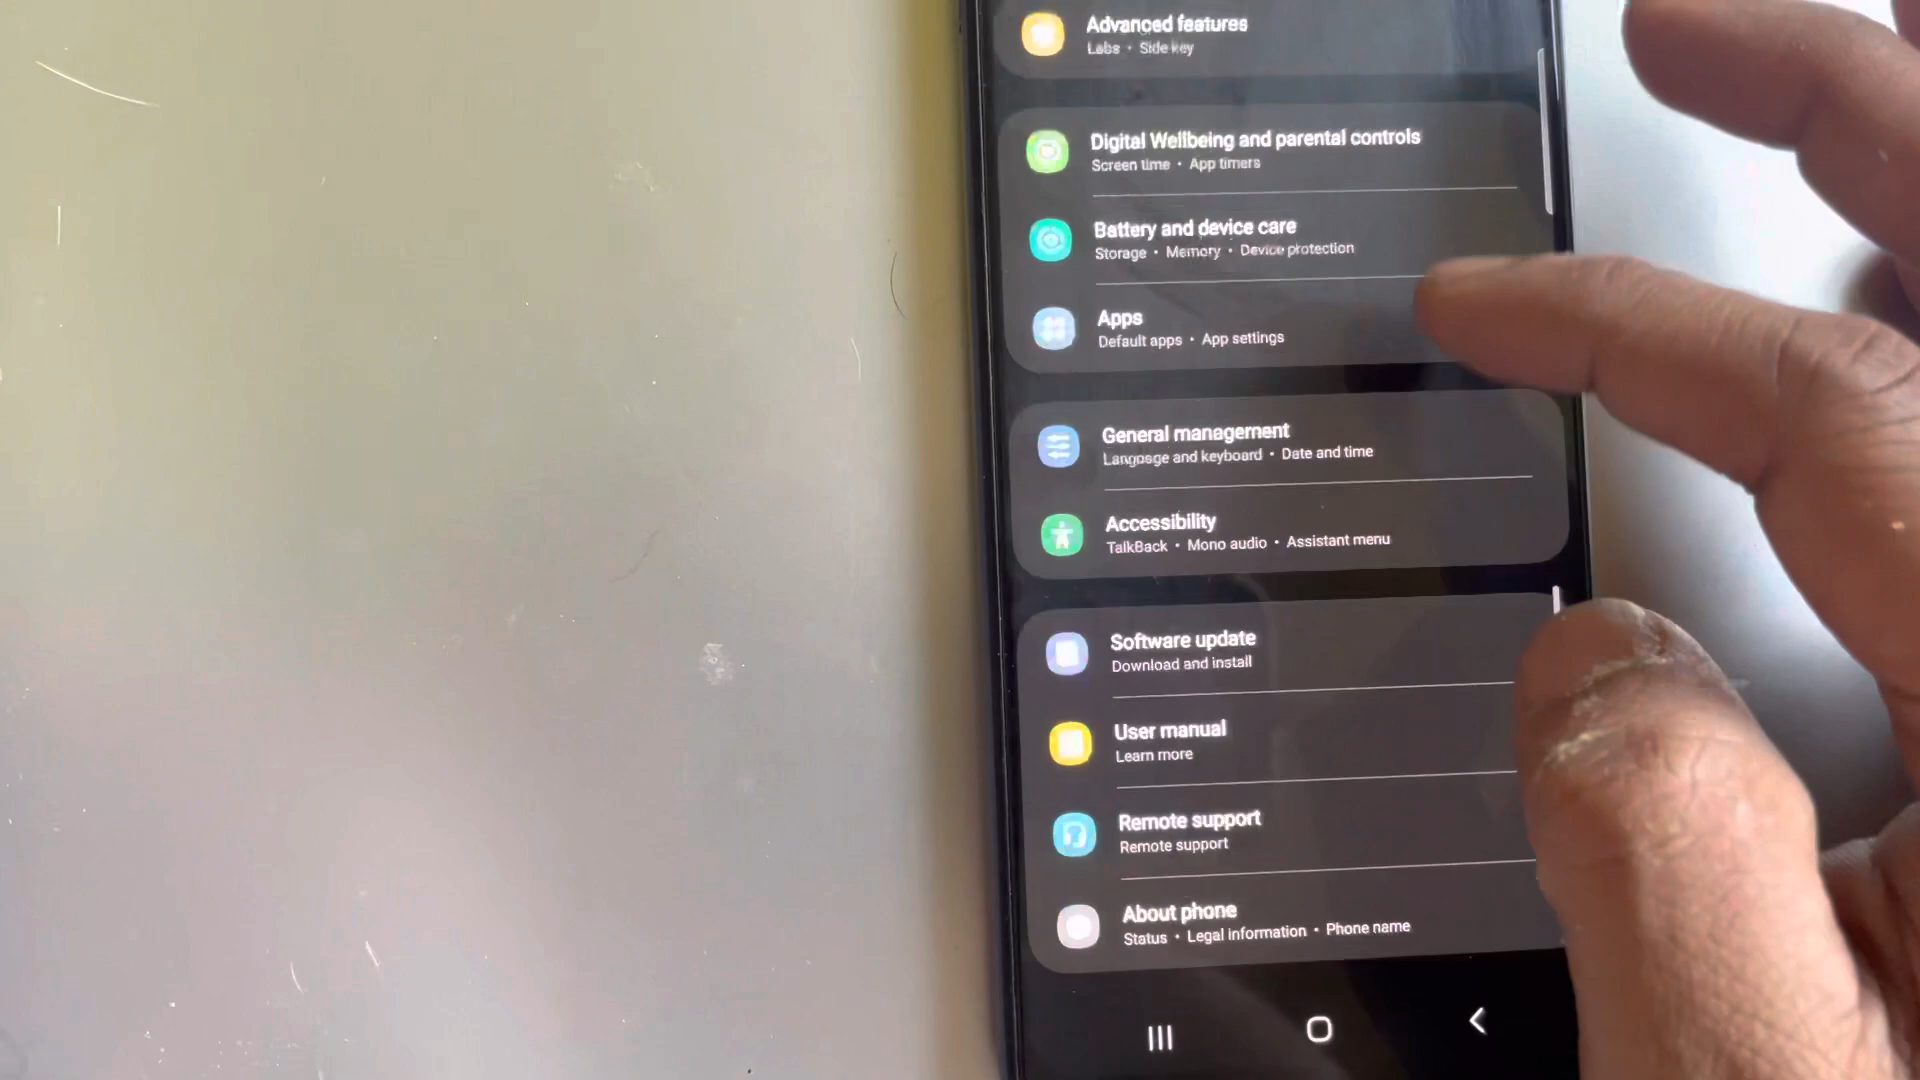 Advanced features
Labs • Side key
Digital Wellbeing and parental controls
Screen time • App timers
Battery and device care
Storage • Memory • Device protection
Apps
Default apps • App settings
General management
Language and keyboard • Date and time
Accessibility
TalkBack • Mono audio • Assistant menu
Software update
Download and install
User manual
Learn more
Remote support
Remote support
About phone
Status • Legal information • Phone name